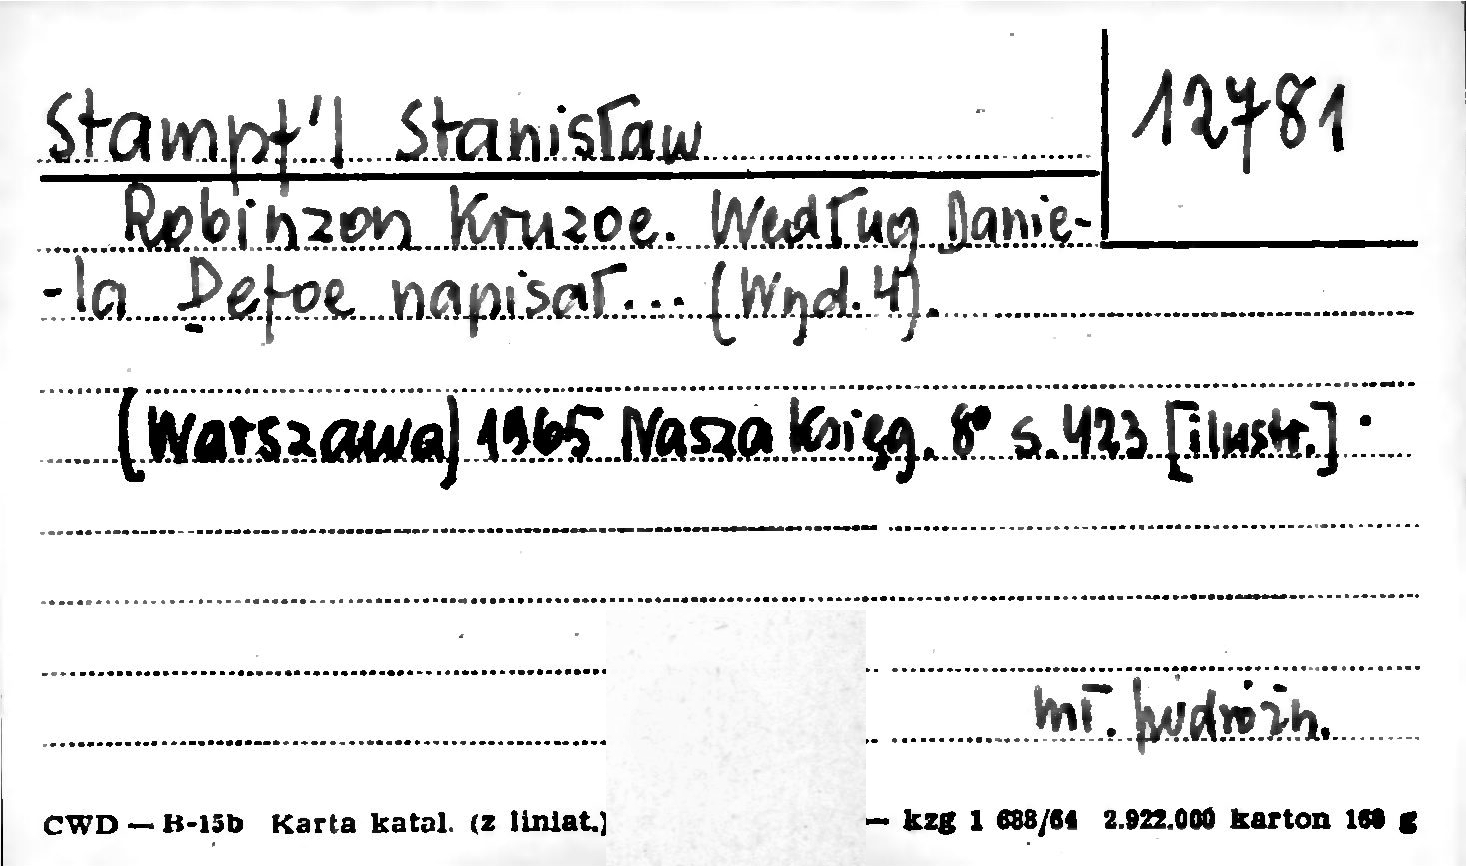 Stampf'l Stanisław
12781
Robinzon Kruzoe. Według Danie-
-la Defoe napisał... (Wyd. 4).
(Warszawa) 1965 Nasza Księg. 8° s. 423 [ilustr.]
mł. podróżn.
CWD — B-15b Karta katal. (z liniat.) — kzg 1 688/64 2.922.000 karton 160 g